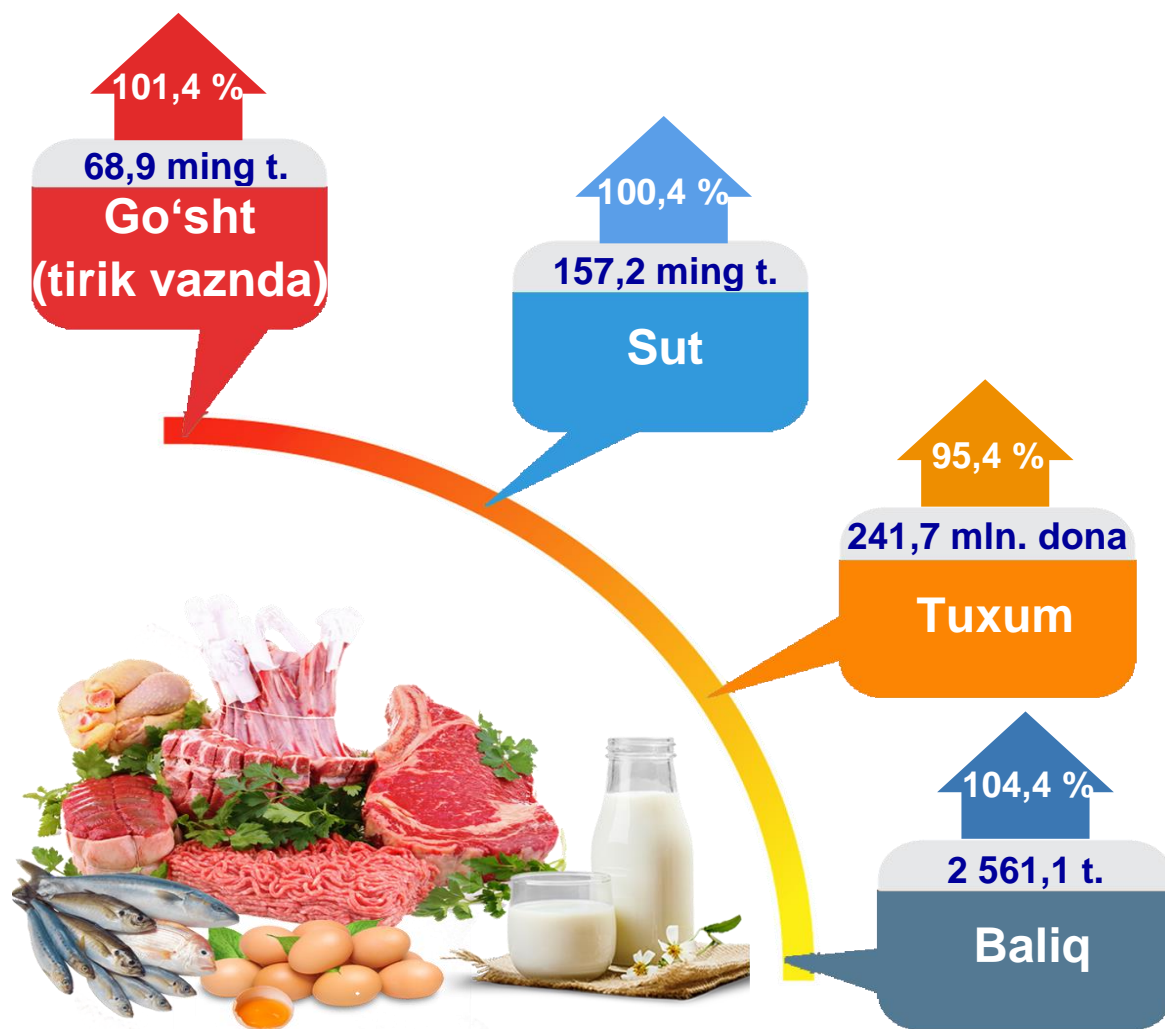 101,4 %
68,9 ming t.
Go‘sht
(tirik vaznda)
100,4 %
157,2 ming t.
Sut
95,4 %
241,7 mln. dona
Tuxum
104,4 %
2 561,1 t.
Baliq